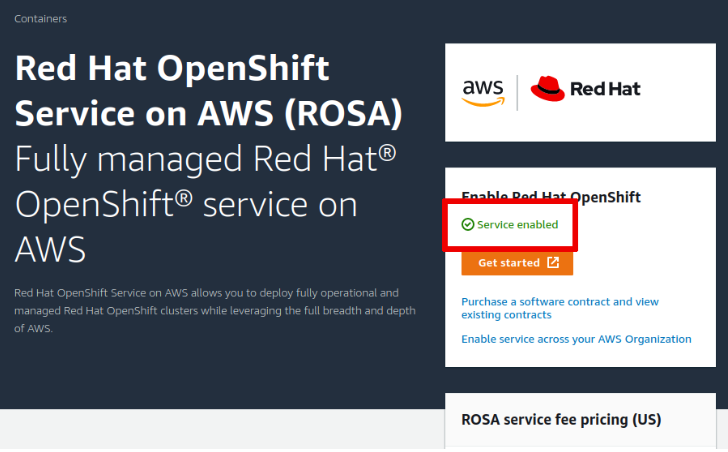 Containers
Red Hat OpenShift
Service on AWS (ROSA)
Fully managed Red Hat®
OpenShift® service on
AWS
Red Hat OpenShift Service on AWS allows you to deploy fully operational and
managed Red Hat OpenShift clusters while leveraging the full breadth and depth
of AWS.
aws
Red Hat
Enable Red Hat OpenShift
Service enabled
Get started
Purchase a software contract and view
existing contracts
Enable service across your AWS Organization
ROSA service fee pricing (US)